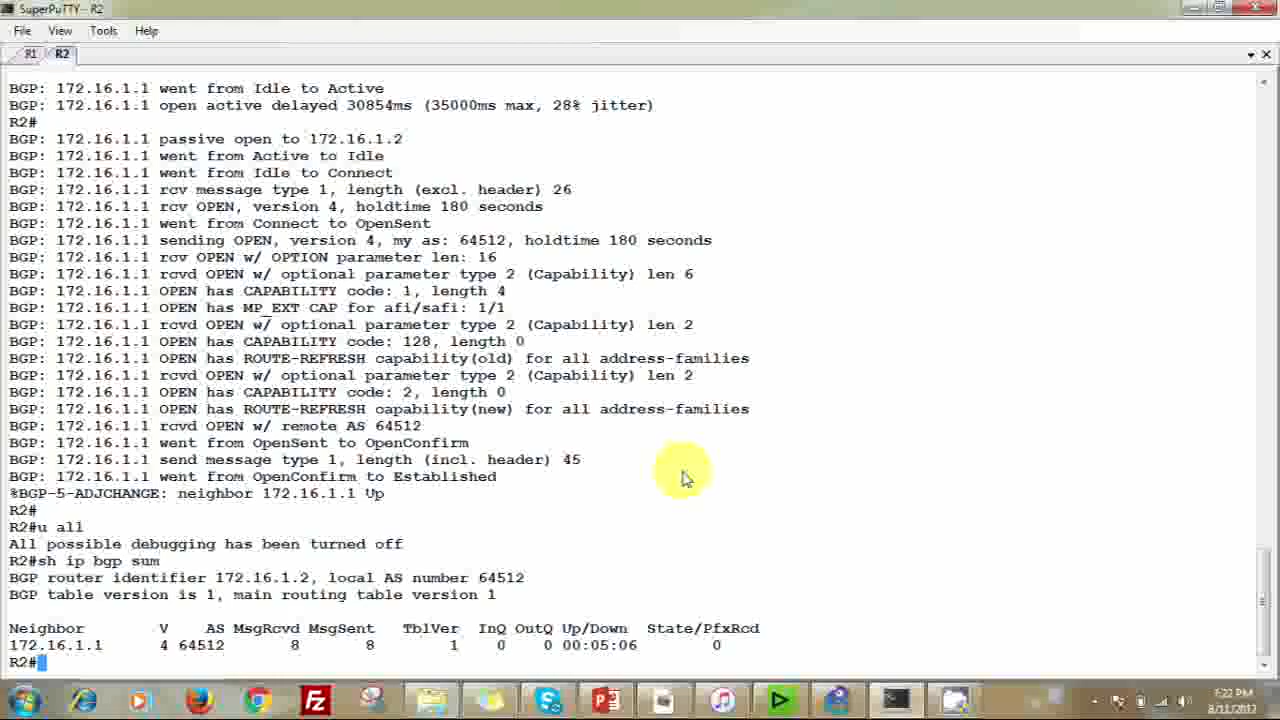 SuperPuTTY - R2
File View Tools Help
R1 R2
BGP: 172.16.1.1 went from Idle to Active
BGP: 172.16.1.1 open active delayed 30854ms (35000ms max, 28% jitter)
R2#
BGP: 172.16.1.1 passive open to 172.16.1.2
BGP: 172.16.1.1 went from Active to Idle
BGP: 172.16.1.1 went from Idle to Connect
BGP: 172.16.1.1 rcv message type 1, length (excl. header) 26
BGP: 172.16.1.1 rcv OPEN, version 4, holdtime 180 seconds
BGP: 172.16.1.1 went from Connect to OpenSent
BGP: 172.16.1.1 sending OPEN, version 4, my as: 64512, holdtime 180 seconds
BGP: 172.16.1.1 rcv OPEN w/ OPTION parameter len: 16
BGP: 172.16.1.1 rcvd OPEN w/ optional parameter type 2 (Capability) len 6
BGP: 172.16.1.1 OPEN has CAPABILITY code: 1, length 4
BGP: 172.16.1.1 OPEN has MP_EXT CAP for afi/safi: 1/1
BGP: 172.16.1.1 rcvd OPEN w/ optional parameter type 2 (Capability) len 2
BGP: 172.16.1.1 OPEN has CAPABILITY code: 128, length 0
BGP: 172.16.1.1 OPEN has ROUTE-REFRESH capability(old) for all address-families
BGP: 172.16.1.1 rcvd OPEN w/ optional parameter type 2 (Capability) len 2
BGP: 172.16.1.1 OPEN has CAPABILITY code: 2, length 0
BGP: 172.16.1.1 OPEN has ROUTE-REFRESH capability(new) for all address-families
BGP: 172.16.1.1 rcvd OPEN w/ remote AS 64512
BGP: 172.16.1.1 went from OpenSent to OpenConfirm
BGP: 172.16.1.1 send message type 1, length (incl. header) 45
BGP: 172.16.1.1 went from OpenConfirm to Established
%BGP-5-ADJCHANGE: neighbor 172.16.1.1 Up
R2#
R2#u all
All possible debugging has been turned off
R2#sh ip bgp sum
BGP router identifier 172.16.1.2, local AS number 64512
BGP table version is 1, main routing table version 1
Neighbor V AS MsgRcvd MsgSent TblVer InQ OutQ Up/Down State/PfxRcd
172.16.1.1 4 64512 8 8 1 0 0 00:05:06 0
R2#
Fz